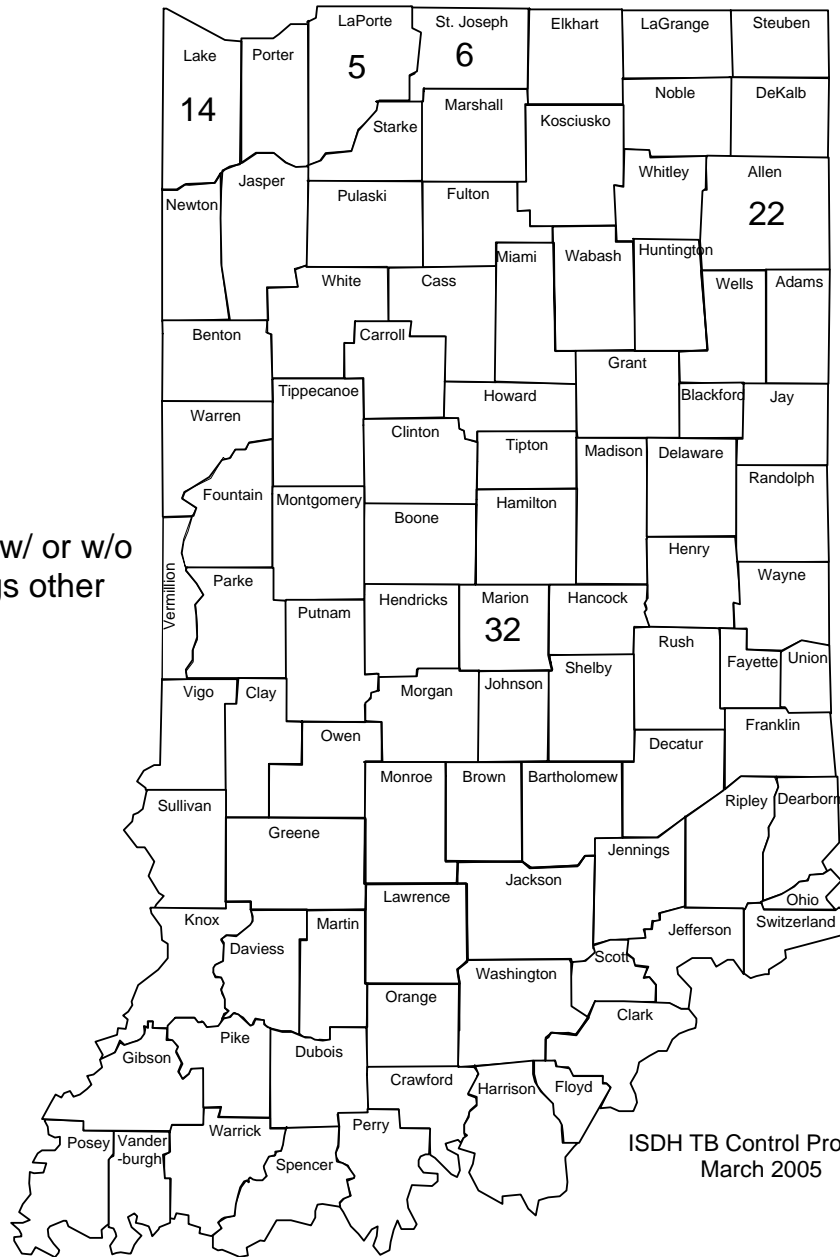 LaPorte
St. Joseph
Elkhart
LaGrange
Steuben
Lake
Porter
5
6
14
Noble
DeKalb
Marshall
Starke
Kosciusko
Whitley
Allen
22
Jasper
Newton
Pulaski
Fulton
Miami
Wabash
Huntington
White
Cass
Wells
Adams
Benton
Carroll
Grant
Tippecanoe
Howard
Blackford
Jay
Warren
Clinton
Tipton
Madison
Delaware
Randolph
Fountain
Montgomery
Boone
Hamilton
w/ or w/o
gs other
Henry
Wayne
Vermillion
Parke
Putnam
Hendricks
Marion
32
Hancock
Rush
Fayette
Union
Vigo
Clay
Morgan
Johnson
Shelby
Owen
Franklin
Decatur
Monroe
Brown
Bartholomew
Ripley
Dearborn
Sullivan
Greene
Jennings
Jackson
Lawrence
Ohio
Knox
Daviess
Martin
Jefferson
Switzerland
Scott
Washington
Orange
Clark
Gibson
Pike
Dubois
Crawford
Harrison
Floyd
Posey
Vander
-burgh
Warrick
Perry
Spencer
ISDH TB Control Pro
March 2005